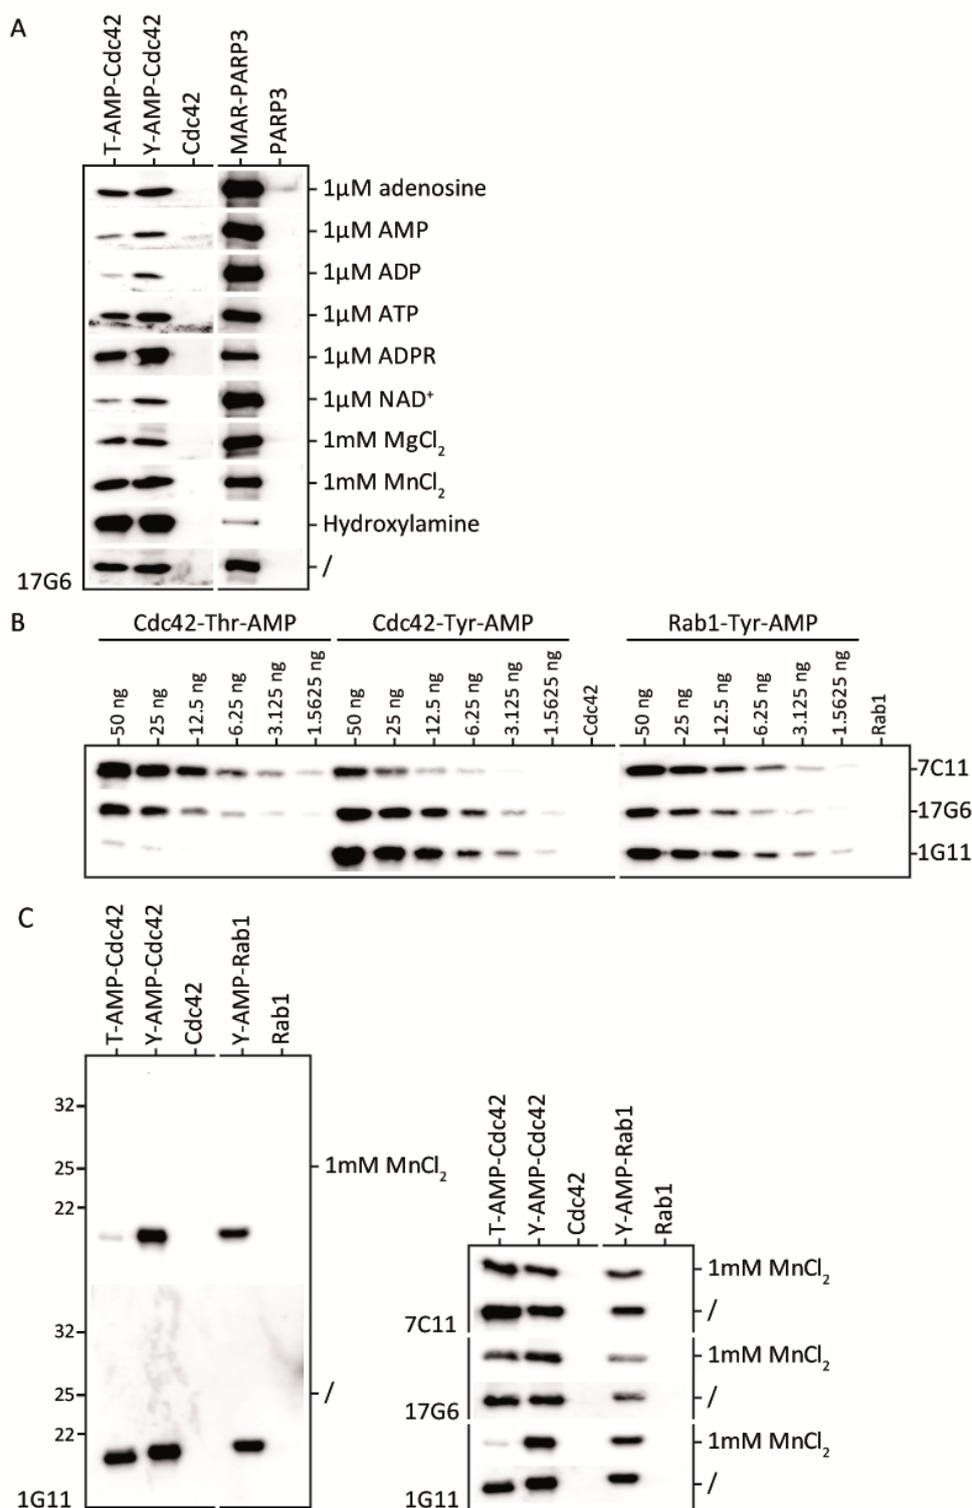 A
T-AMP-Cdc42
Y-AMP-Cdc42
Cdc42
MAR-PARP3
PARP3
1µM adenosine
1µM AMP
1µM ADP
1µM ATP
1µM ADPR
1µM NAD⁺
1mM MgCl₂
1mM MnCl₂
Hydroxylamine
/
17G6
B
Cdc42-Thr-AMP Cdc42-Tyr-AMP Rab1-Tyr-AMP
50 ng
25 ng
12.5 ng
6.25 ng
3.125 ng
1.5625 ng
50 ng
25 ng
12.5 ng
6.25 ng
3.125 ng
1.5625 ng
Cdc42
50 ng
25 ng
12.5 ng
6.25 ng
3.125 ng
1.5625 ng
Rab1
7C11
17G6
1G11
C
T-AMP-Cdc42
Y-AMP-Cdc42
Cdc42
Y-AMP-Rab1
Rab1
32
25
22
1mM MnCl₂
32
25
22
/
1G11
T-AMP-Cdc42
Y-AMP-Cdc42
Cdc42
Y-AMP-Rab1
Rab1
1mM MnCl₂
/
7C11
1mM MnCl₂
/
17G6
1mM MnCl₂
/
1G11